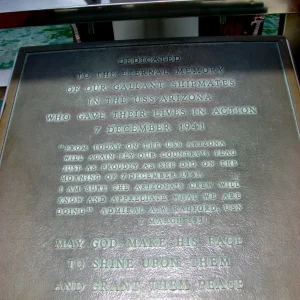 DEDICATED
TO THE ETERNAL MEMORY
OF OUR GALLANT SHIPMATES
IN THE USS ARIZONA
WHO GAVE THEIR LIVES IN ACTION
7 DECEMBER 1941
"FROM TODAY ON THE USS ARIZONA
WILL AGAIN FLY OUR COUNTRY'S FLAG
JUST AS PROUDLY AS SHE DID ON THE
MORNING OF 7 DECEMBER 1941.
I AM SURE THE ARIZONA'S CREW WILL
KNOW AND APPRECIATE WHAT WE ARE
DOING." ADMIRAL A.W. RADFORD, USN
7 MARCH 1950
MAY GOD MAKE HIS FACE
TO SHINE UPON THEM
AND GRANT THEM PEACE